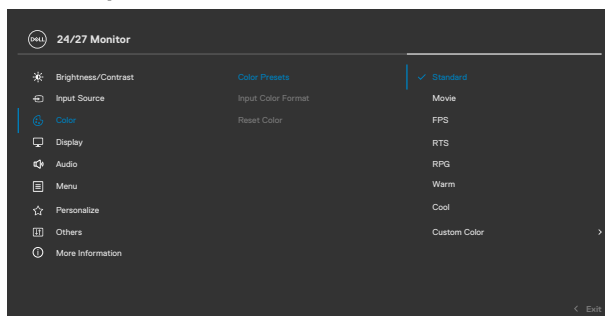 DELL 24/27 Monitor
Brightness/Contrast Color Presets Standard
Input Source Input Color Format Movie
Color Reset Color FPS
Display RTS
Audio RPG
Menu Warm
Personalize Cool
Others Custom Color >
More Information
< Exit